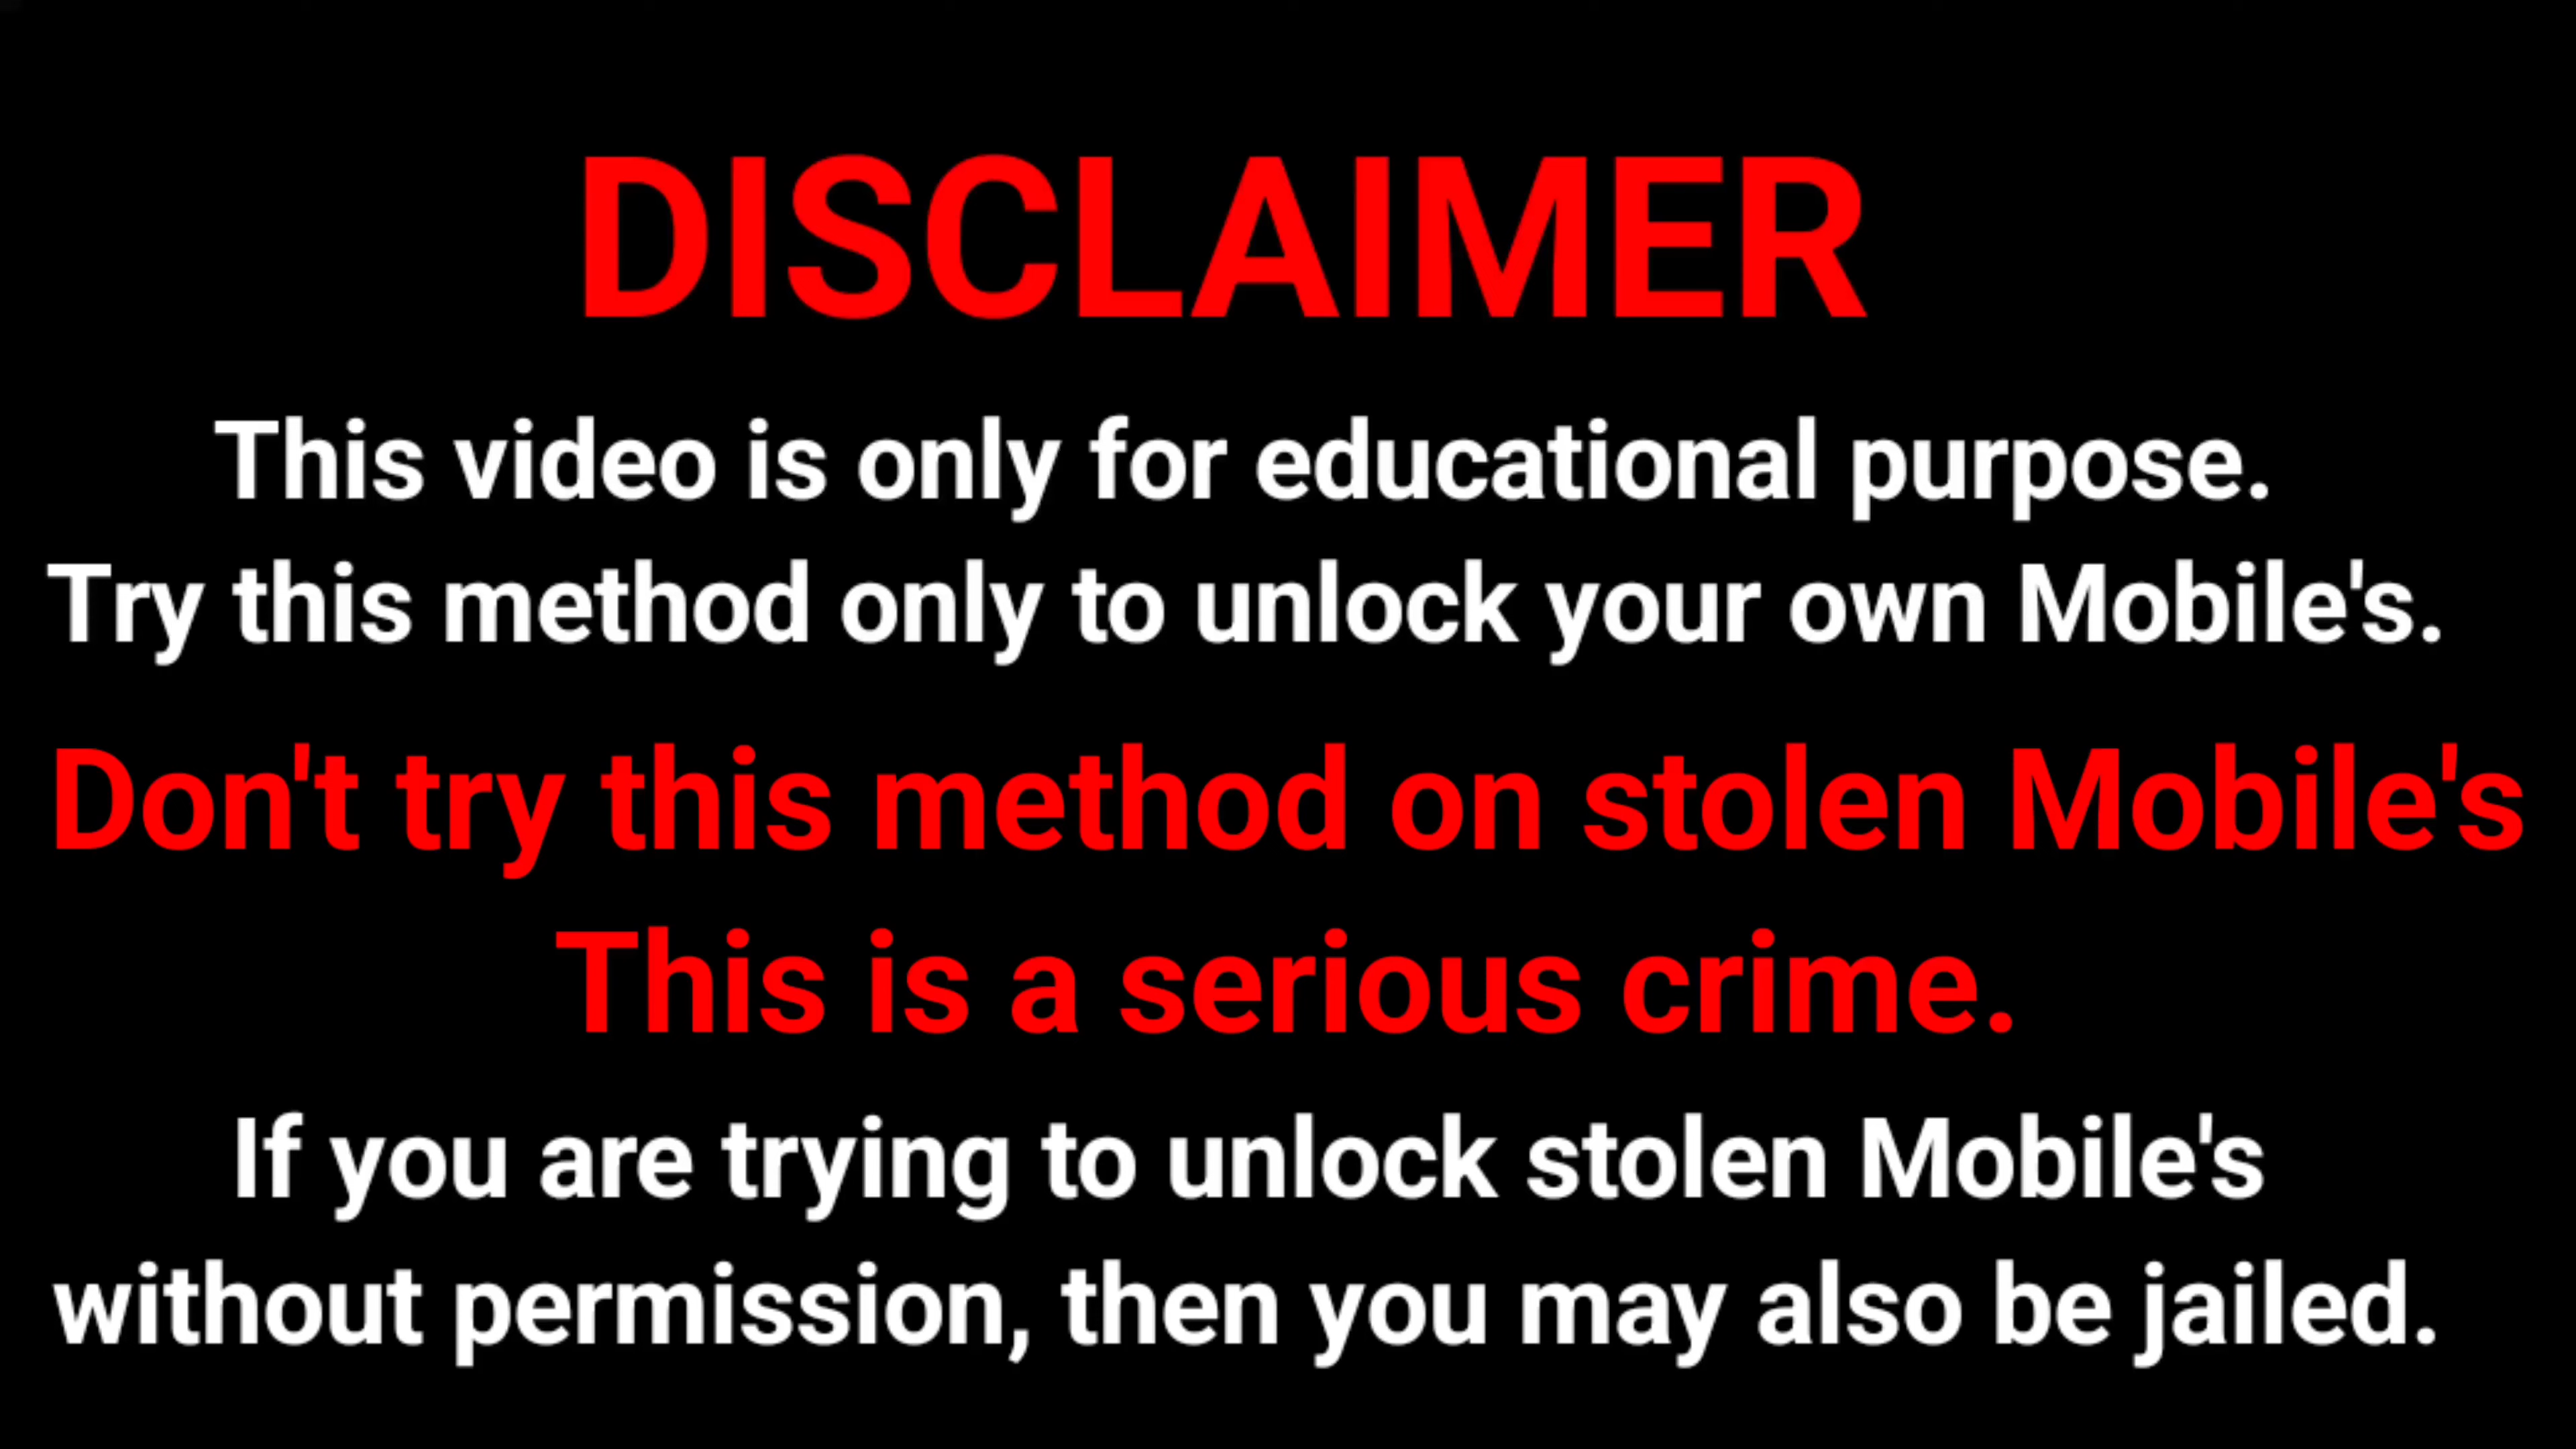 DISCLAIMER
This video is only for educational purpose.
Try this method only to unlock your own Mobile's.
Don't try this method on stolen Mobile's
This is a serious crime.
If you are trying to unlock stolen Mobile's
without permission, then you may also be jailed.